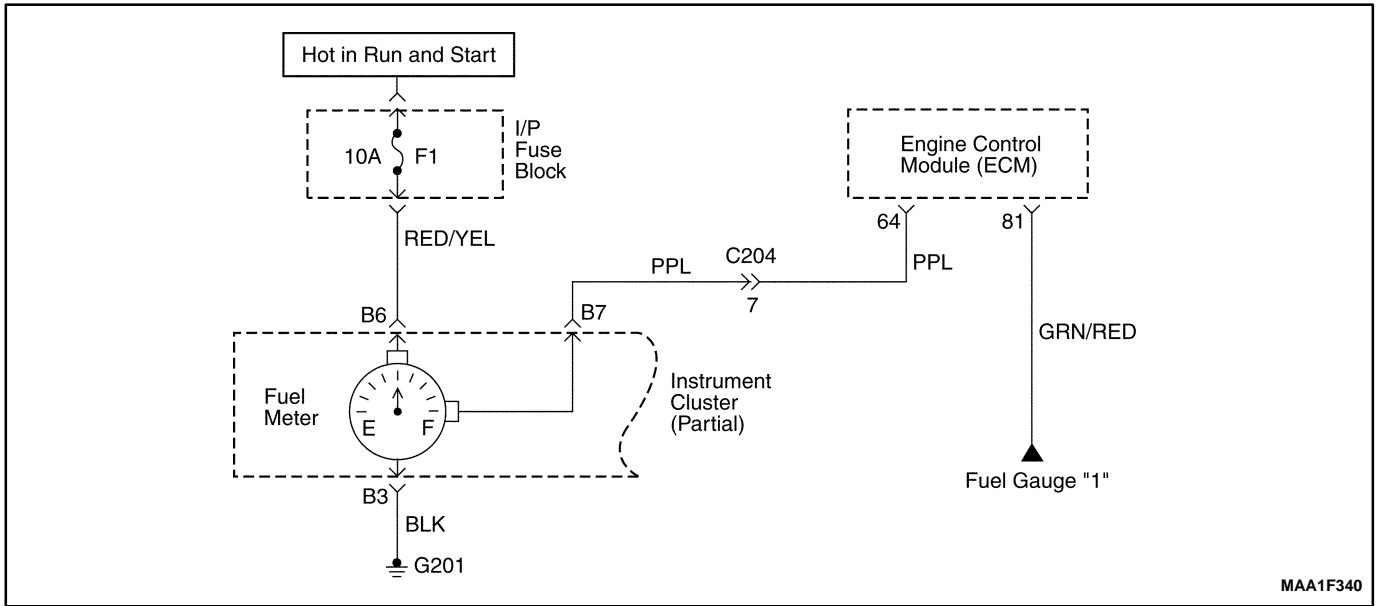 Hot in Run and Start
10A
F1
I/P
Fuse
Block
Engine Control
Module (ECM)
64
81
RED/YEL
PPL
C204
7
PPL
B6
B7
GRN/RED
Fuel
Meter
E
F
Instrument
Cluster
(Partial)
Fuel Gauge "1"
B3
BLK
G201
MAA1F340